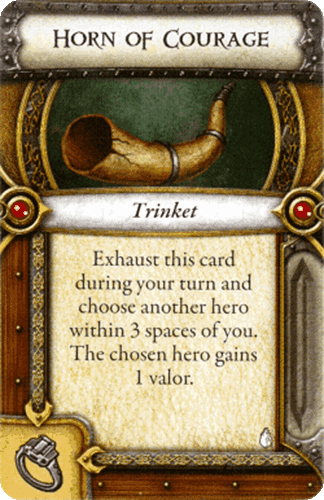 Horn of Courage
Trinket
Exhaust this card
during your turn and
choose another hero
within 3 spaces of you.
The chosen hero gains
1 valor.